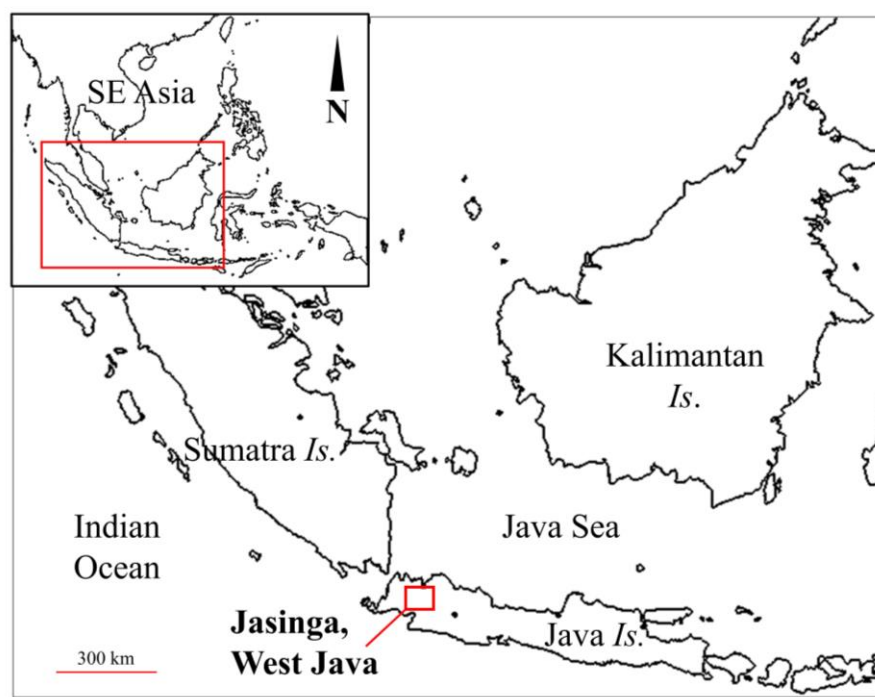 SE Asia
N
Kalimantan
Is.
Sumatra Is.
Indian
Ocean
Java Sea
Jasinga,
West Java
Java Is.
300 km